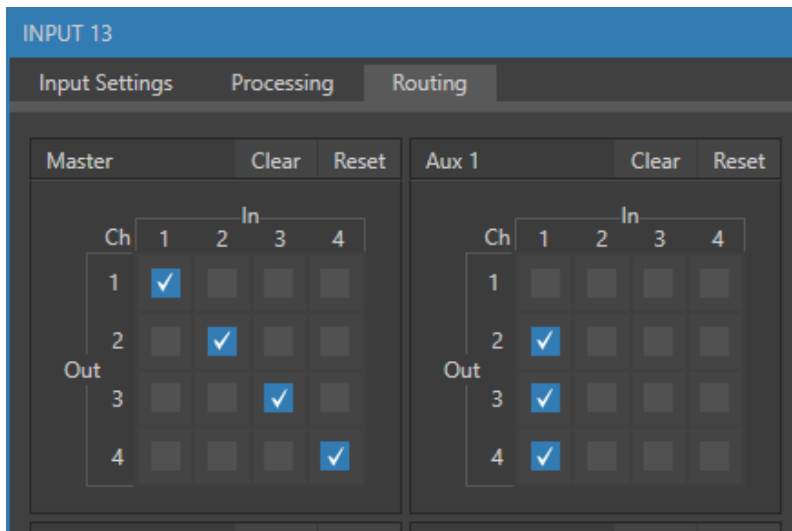 INPUT 13
Input Settings Processing Routing
Master Clear Reset
In
Ch 1 2 3 4
1
2
Out
3
4
Aux 1 Clear Reset
In
Ch 1 2 3 4
1
2
Out
3
4